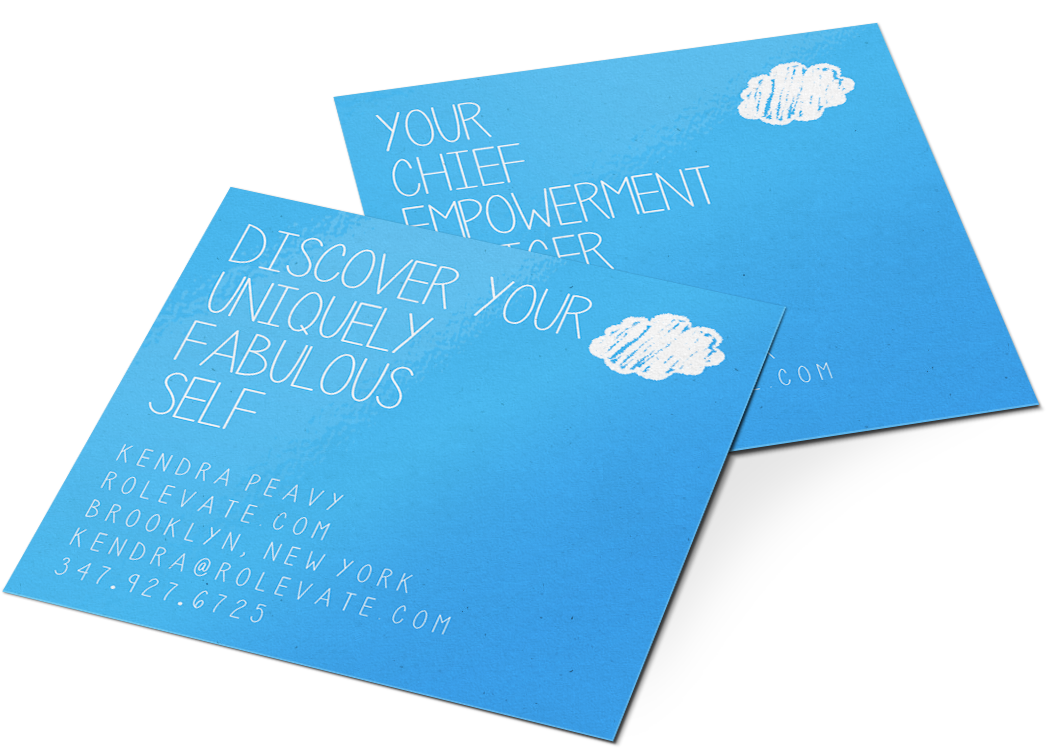 YOUR
CHIEF
EMPOWERMENT
DISCOVER YOUR
UNIQUELY
FABULOUS
SELF
KENDRA PEAVY
ROLEVATE.COM
BROOKLYN, NEW YORK
KENDRA@ROLEVATE.COM
347.927.6725
.COM